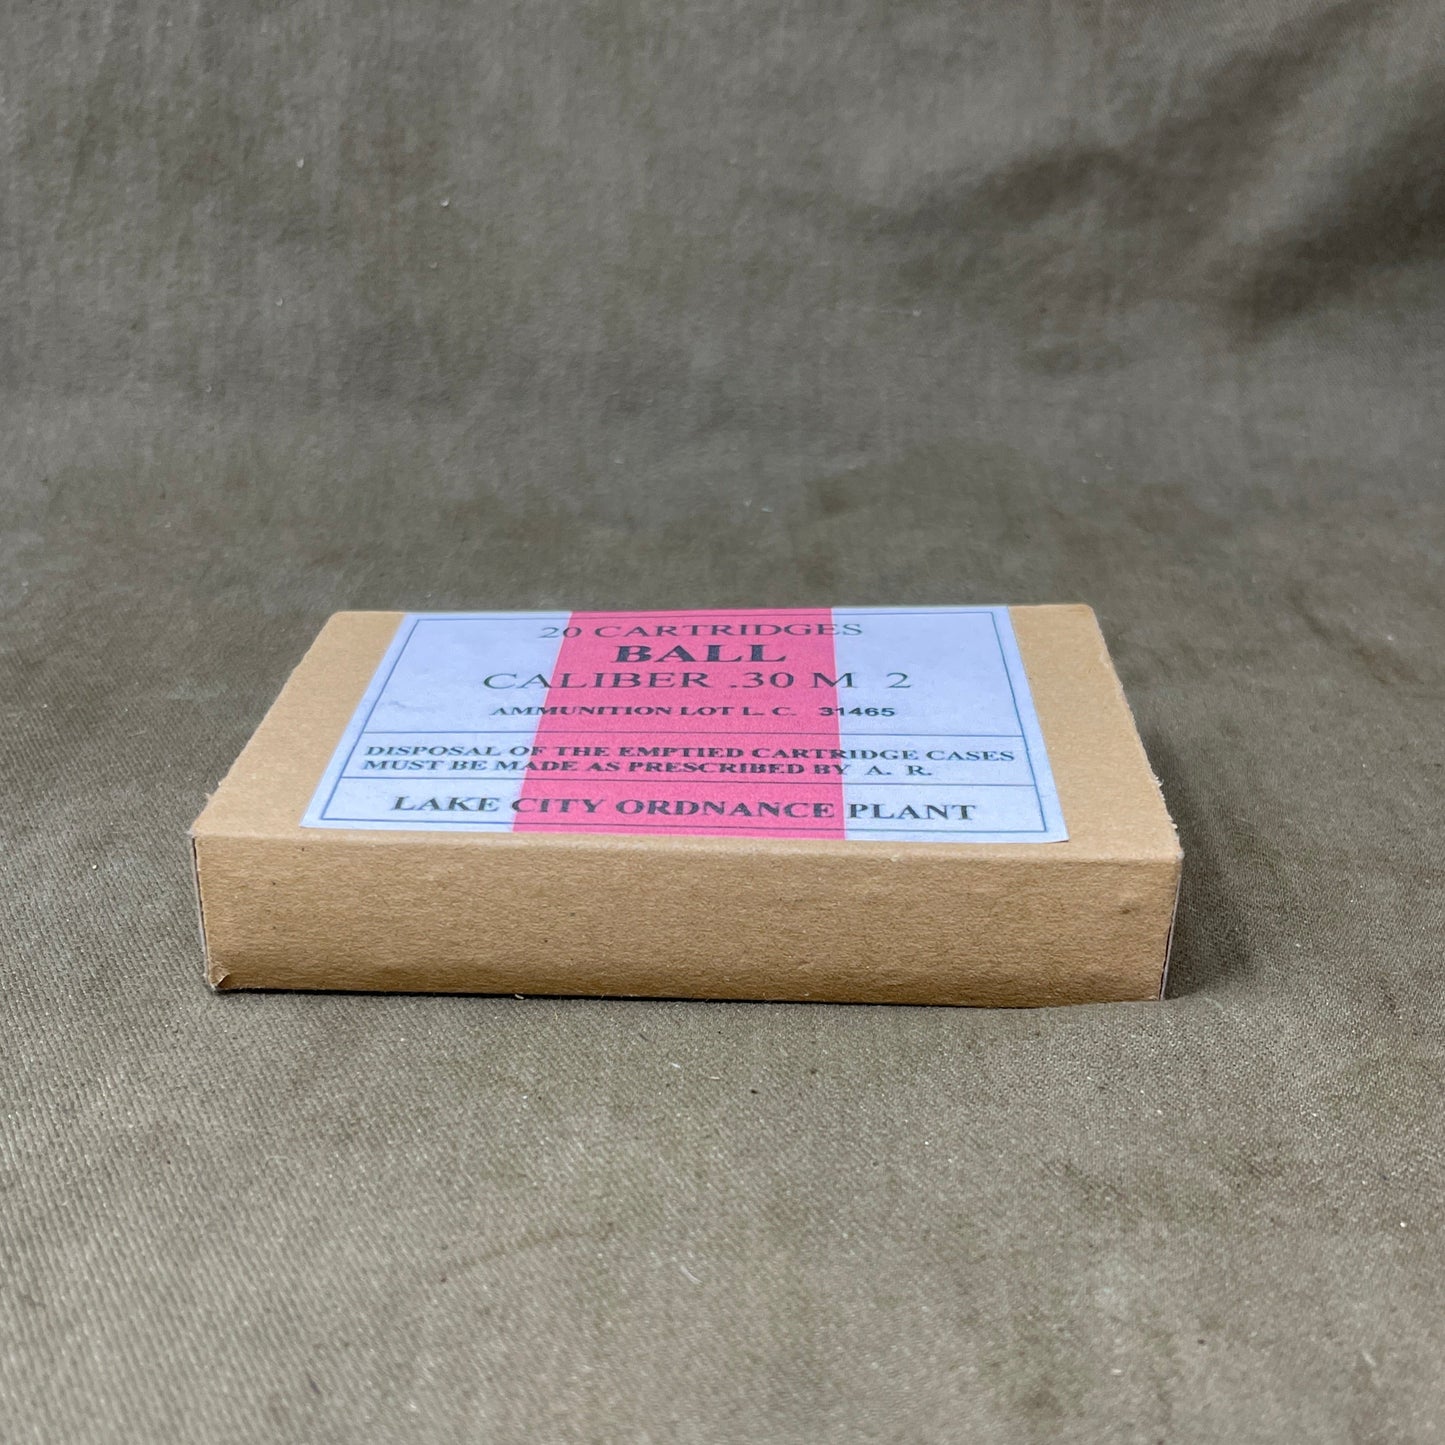 20 CARTRIDGES
BALL
CALIBER .30 M 2
AMMUNITION LOT L. C. 31465
DISPOSAL OF THE EMPTIED CARTRIDGE CASES
MUST BE MADE AS PRESCRIBED BY A. R.
LAKE CITY ORDNANCE PLANT